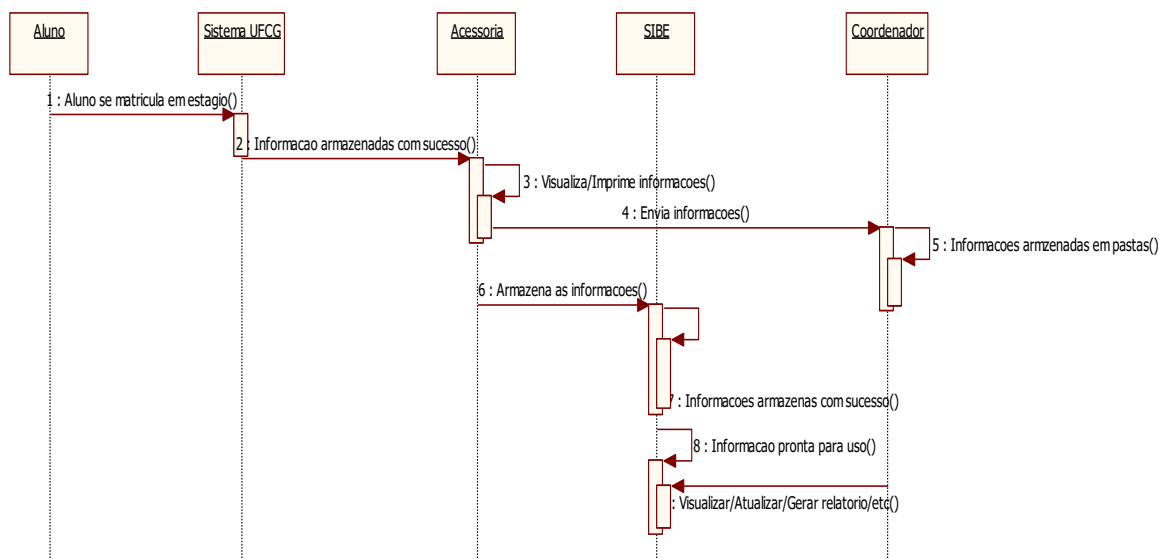 Aluno
Sistema UFCG
Acessoria
SIBE
Coordenador
1 : Aluno se matricula em estagio()
2 : Informacao armazenadas com sucesso()
3 : Visualiza/Imprime informacoes()
4 : Envia informacoes()
5 : Informacoes armzenadas em pastas()
6 : Armazena as informacoes()
7 : Informacoes armazenas com sucesso()
8 : Informacao pronta para uso()
: Visualizar/Atualizar/Gerar relatorio/etc()